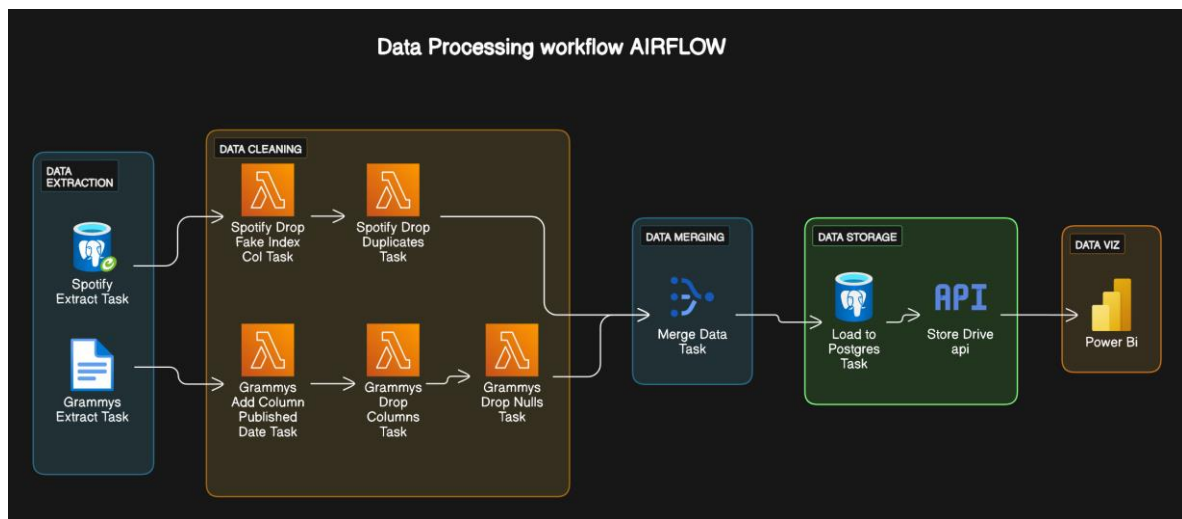 Data Processing workflow AIRFLOW
DATA
EXTRACTION
Spotify
Extract Task
Grammys
Extract Task
DATA CLEANING
Spotify Drop
Fake Index
Col Task
Spotify Drop
Duplicates
Task
Grammys
Add Column
Published
Date Task
Grammys
Drop
Columns
Task
Grammys
Drop Nulls
Task
DATA MERGING
Merge Data
Task
DATA STORAGE
Load to
Postgres
Task
API
Store Drive
api
DATA VIZ
Power Bi